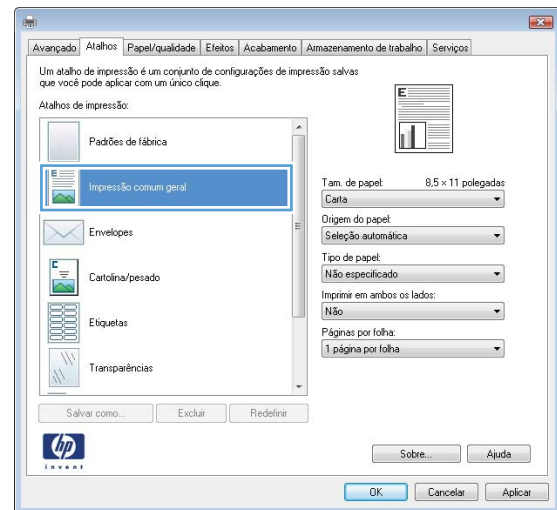 Avançado Atalhos Papel/qualidade Efeitos Acabamento Armazenamento de trabalho Serviços
Um atalho de impressão é um conjunto de configurações de impressão salvas
que você pode aplicar com um único clique.
Atalhos de impressão:
Padrões de fábrica
Impressão comum geral
Envelopes
Cartolina/pesado
Etiquetas
Transparências
Salvar como... Excluir Redefinir
E
Tam. de papel: 8,5 × 11 polegadas
Carta
Origem do papel:
Seleção automática
Tipo de papel:
Não especificado
Imprimir em ambos os lados:
Não
Páginas por folha:
1 página por folha
hp
invent
Sobre... Ajuda
OK Cancelar Aplicar